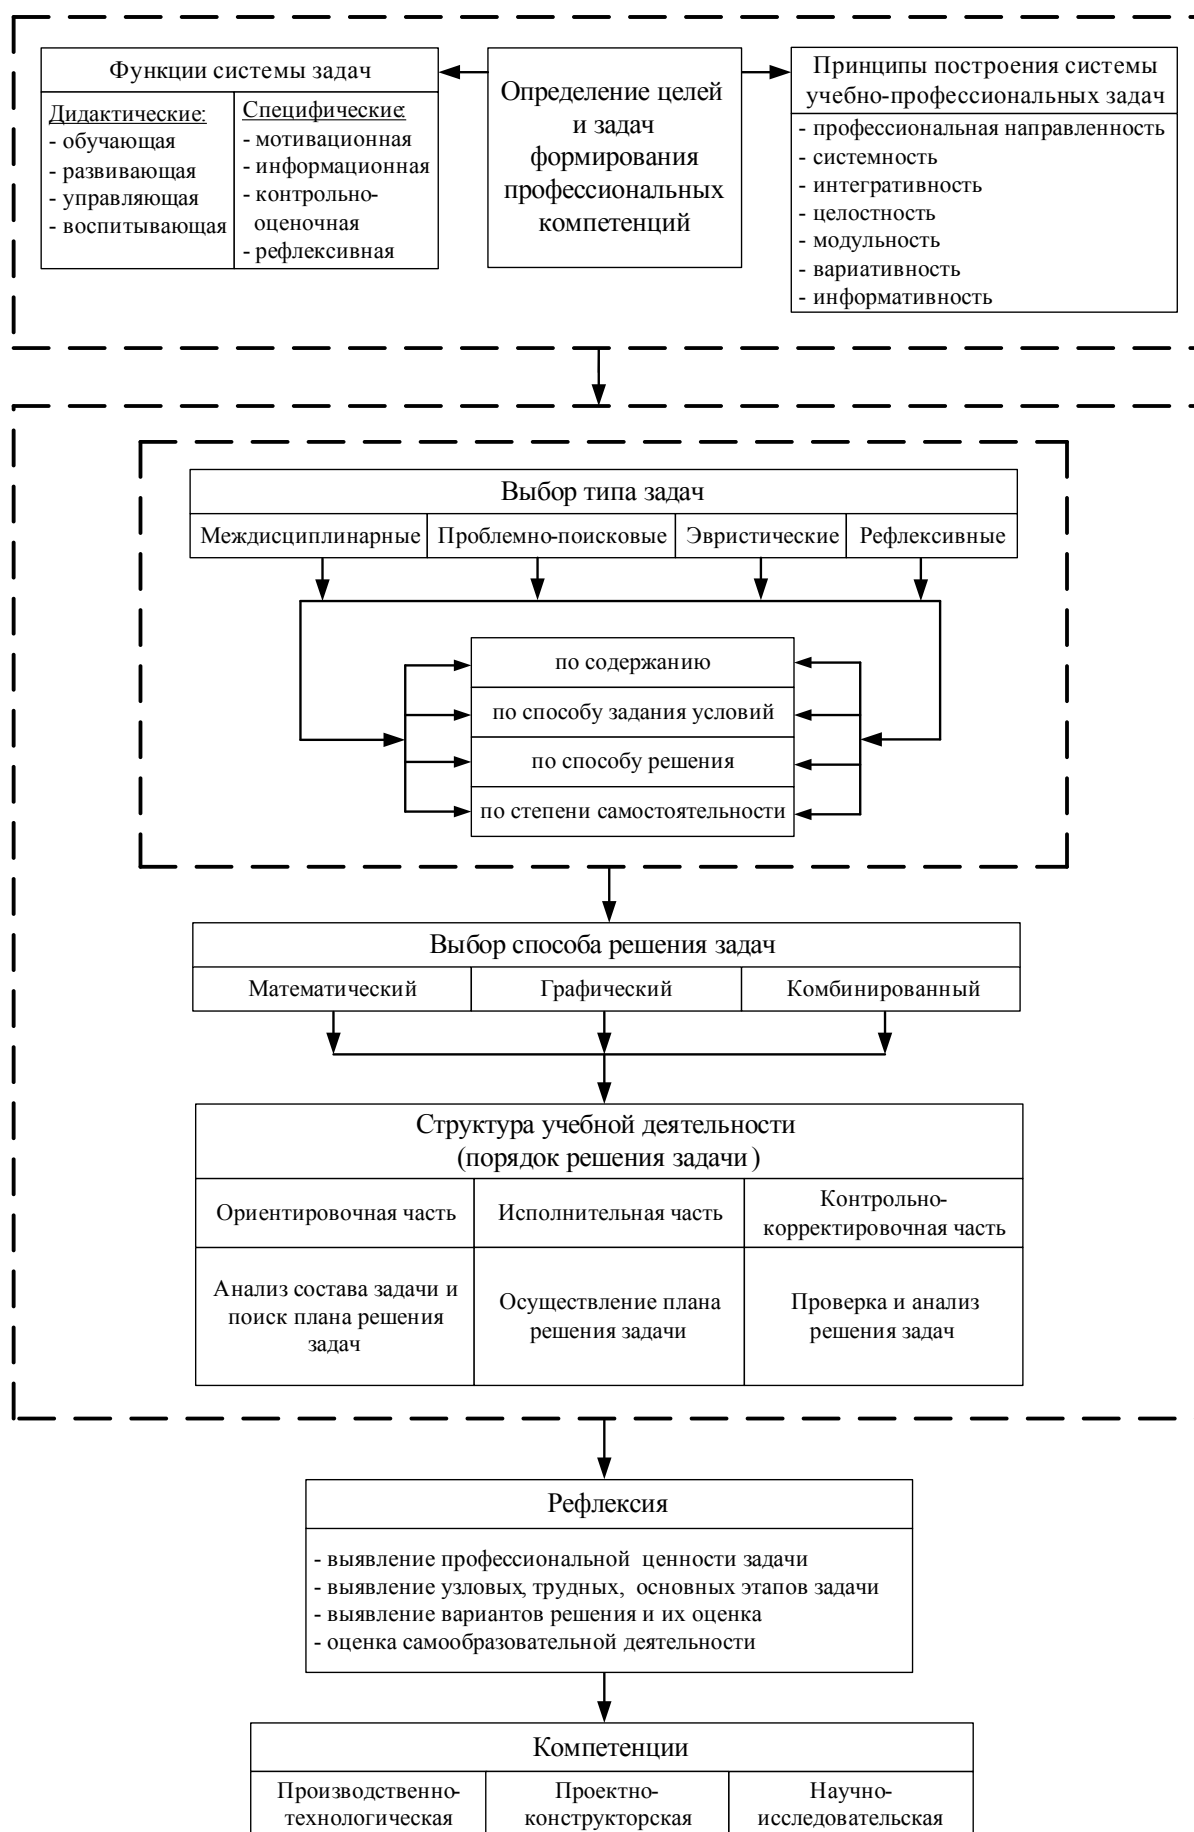 Функции системы задач
Дидактические:
- обучающая
- развивающая
- управляющая
- воспитывающая
Специфические:
- мотивационная
- информационная
- контрольно-
оценочная
- рефлексивная
Определение целей
и задач
формирования
профессиональных
компетенций
Принципы построения системы
учебно-профессиональных задач
- профессиональная направленность
- системность
- интегративность
- целостность
- модульность
- вариативность
- информативность
Выбор типа задач
Междисциплинарные
Проблемно-поисковые
Эвристические
Рефлексивные
по содержанию
по способу задания условий
по способу решения
по степени самостоятельности
Выбор способа решения задач
Математический
Графический
Комбинированный
Структура учебной деятельности
(порядок решения задачи)
Ориентировочная часть
Исполнительная часть
Контрольно-
корректировочная часть
Анализ состава задачи и
поиск плана решения
задач
Осуществление плана
решения задачи
Проверка и анализ
решения задач
Рефлексия
- выявление профессиональной ценности задачи
- выявление узловых, трудных, основных этапов задачи
- выявление вариантов решения и их оценка
- оценка самообразовательной деятельности
Компетенции
Производственно-
технологическая
Проектно-
конструкторская
Научно-
исследовательская